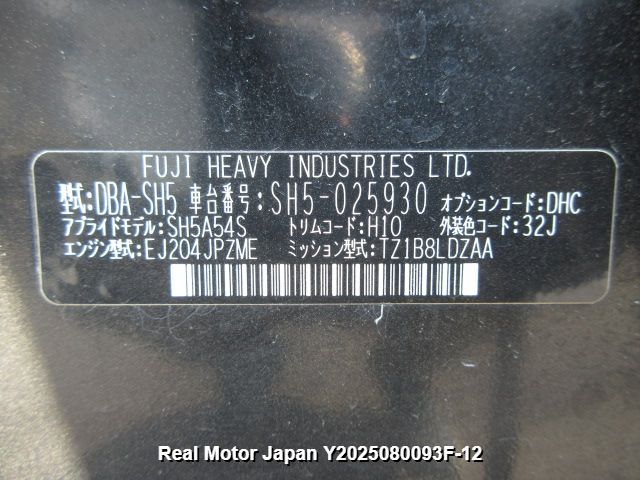 FUJI HEAVY INDUSTRIES LTD.
型式:DBA-SH5 車台番号:SH5-025930 オプションコード:DHC
アプライドモデル:SH5A54S トリムコード:H10 外装色コード:32J
エンジン型式:EJ204JPZME ミッション型式:TZ1B8LDZAA
Real Motor Japan Y2025080093F-12